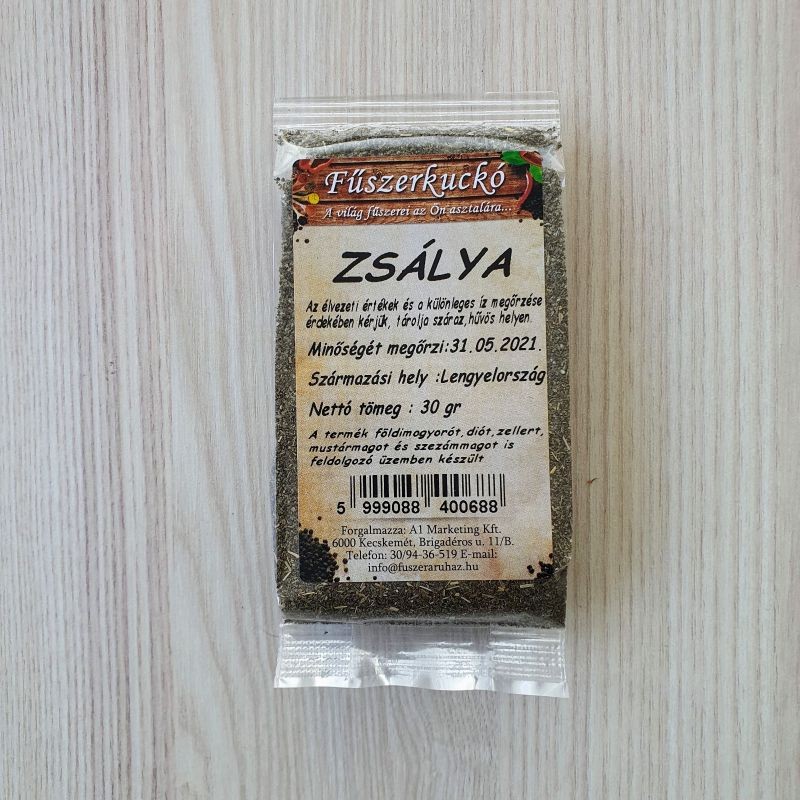 Fűszerkuckó
A világ fűszerei az Ön asztalára...
ZSÁLYA
Az élvezeti értékek és a különleges íz megőrzése
érdekében kérjük, tárolja száraz,hűvös helyen.
Minőségét megőrzi:31.05.2021.
Származási hely :Lengyelország
Nettó tömeg : 30 gr
A termék földimogyorót,diót,zellert,
mustármagot és szezámmagot is
feldolgozó üzemben készült
5 999088 400688
Forgalmazza: A1 Marketing Kft.
6000 Kecskemét, Brigadéros u. 11/B.
Telefon: 30/94-36-519 E-mail:
info@fuszeraruhaz.hu